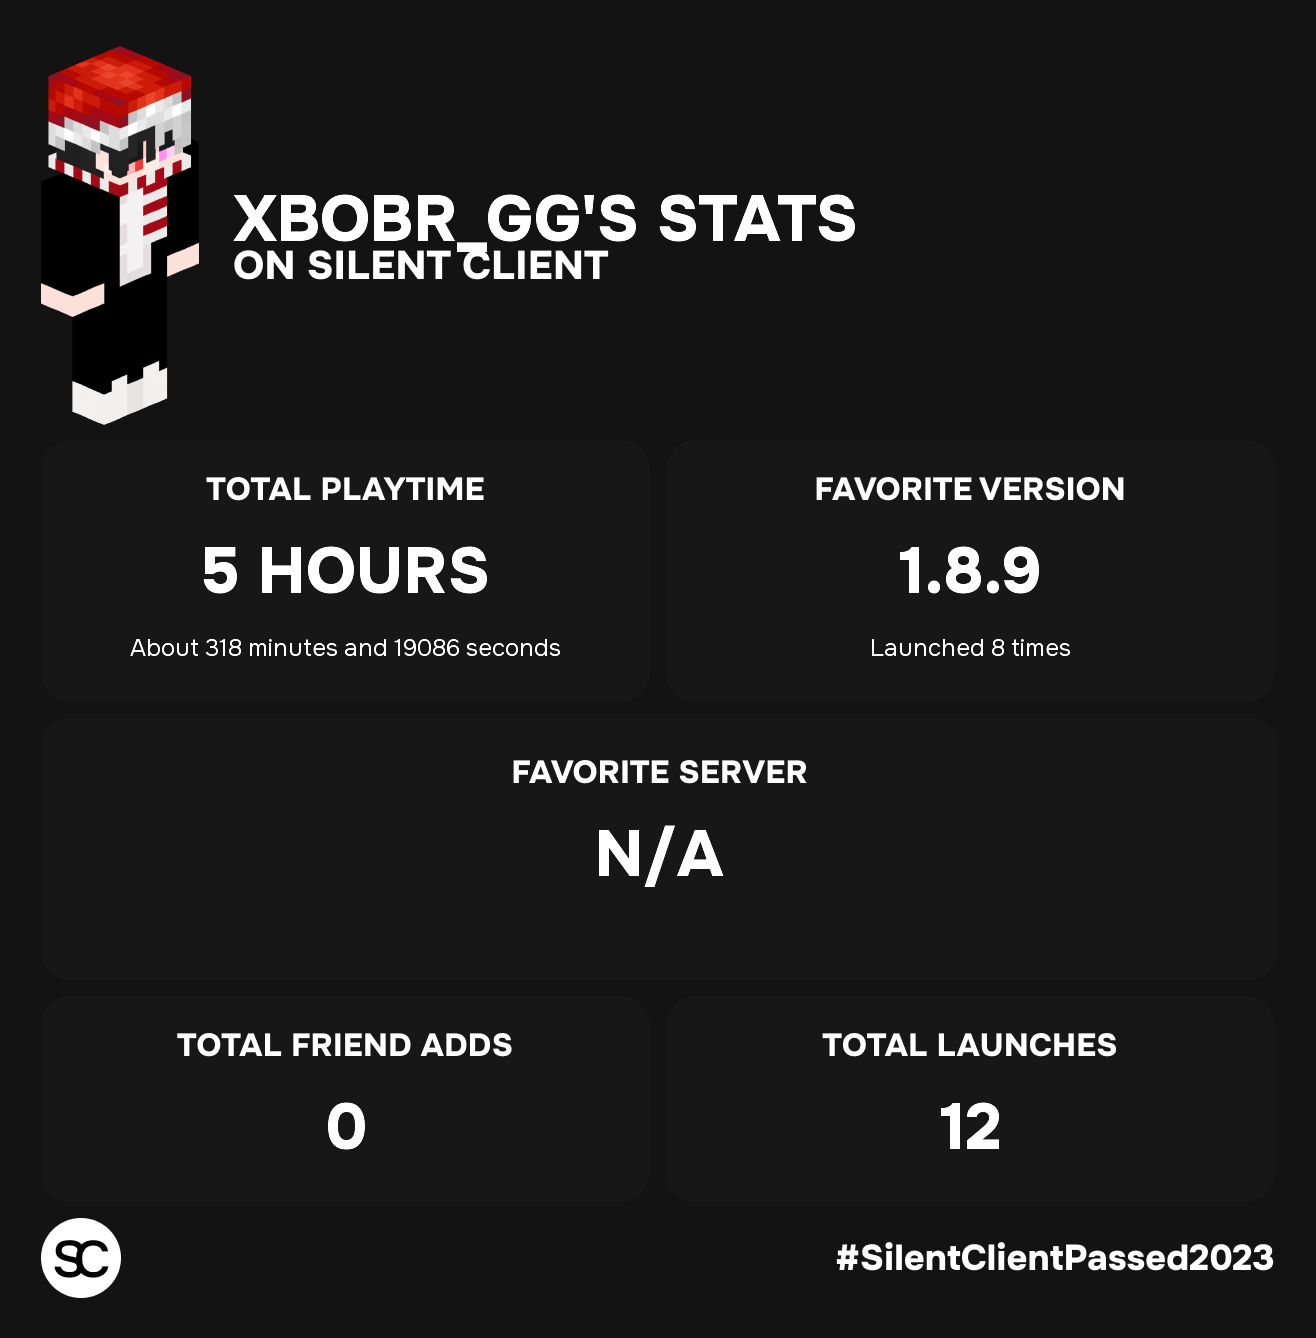 XBOBR_GG'S STATS
ON SILENT CLIENT
TOTAL PLAYTIME
5 HOURS
About 318 minutes and 19086 seconds
FAVORITE VERSION
1.8.9
Launched 8 times
FAVORITE SERVER
N/A
TOTAL FRIEND ADDS
0
TOTAL LAUNCHES
12
SC
#SilentClientPassed2023